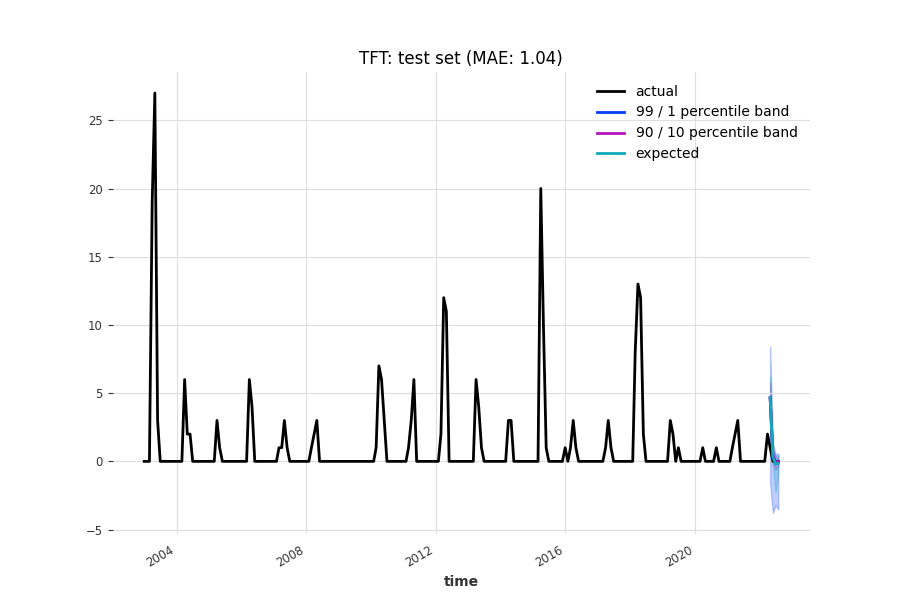 TFT: test set (MAE: 1.04)
actual
99 / 1 percentile band
90 / 10 percentile band
expected
25
20
15
10
5
0
−5
2004
2008
2012
2016
2020
time